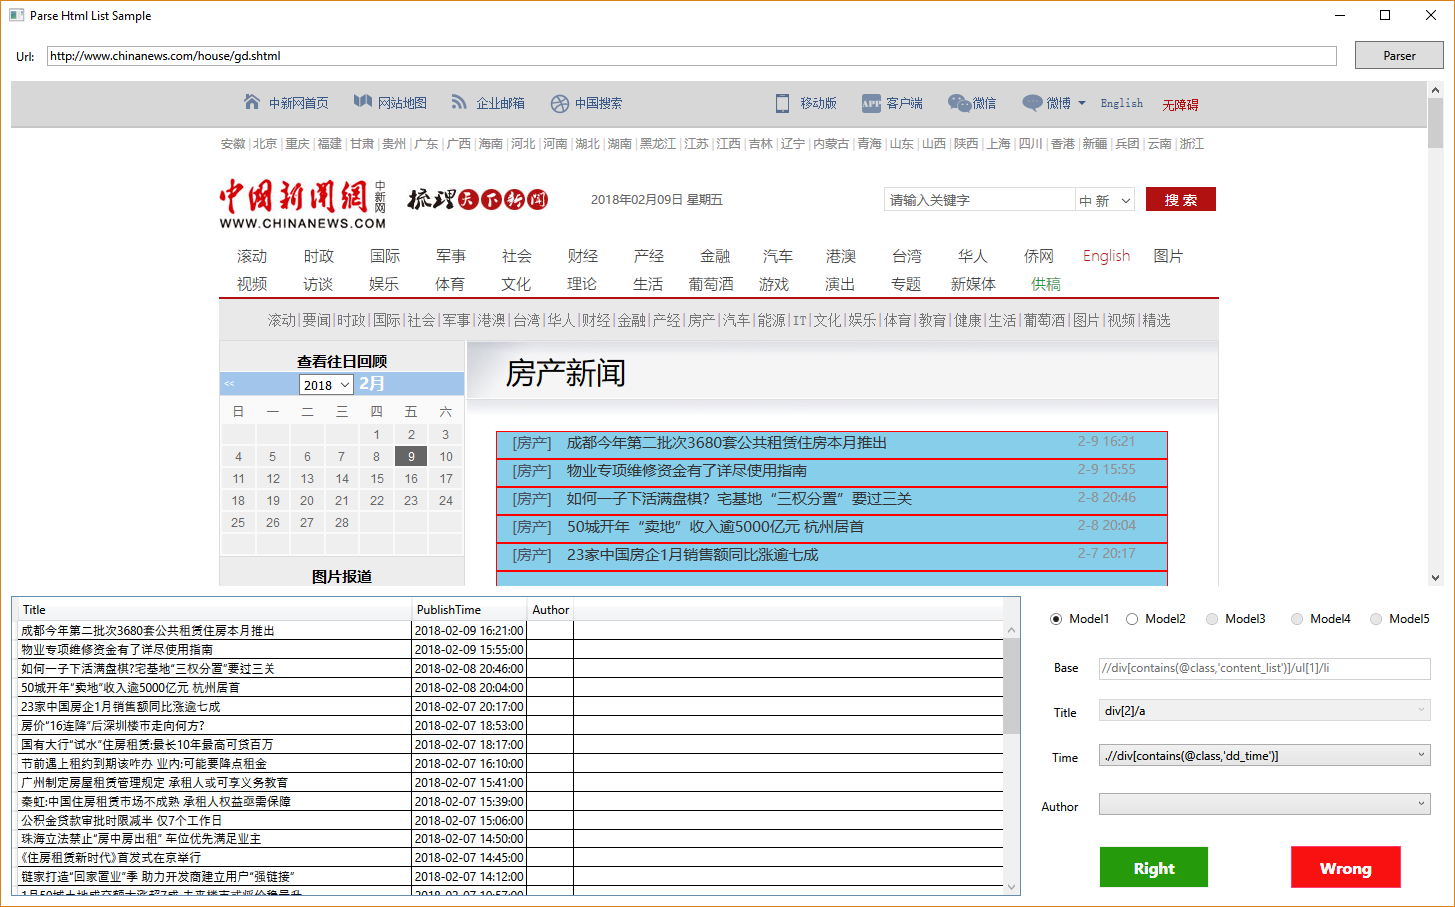 Parse Html List Sample
Url: http://www.chinanews.com/house/gd.shtml Parser
中新网首页 网站地图 企业邮箱 中国搜索 移动版 APP 客户端 微信 微博 English 无障碍
安徽|北京|重庆|福建|甘肃|贵州|广东|广西|海南|河北|河南|湖北|湖南|黑龙江|江苏|江西|吉林|辽宁|内蒙古|青海|山东|山西|陕西|上海|四川|香港|新疆|兵团|云南|浙江
中国新闻網 中新网 梳理天下新闻 2018年02月09日 星期五 请输入关键字 中新 搜索
WWW.CHINANEWS.COM
滚动 时政 国际 军事 社会 财经 产经 金融 汽车 港澳 台湾 华人 侨网 English 图片
视频 访谈 娱乐 体育 文化 理论 生活 葡萄酒 游戏 演出 专题 新媒体 供稿
滚动|要闻|时政|国际|社会|军事|港澳|台湾|华人|财经|金融|产经|房产|汽车|能源|IT|文化|娱乐|体育|教育|健康|生活|葡萄酒|图片|视频|精选
查看往日回顾
<< 2018 2月
日 一 二 三 四 五 六
1 2 3
4 5 6 7 8 9 10
11 12 13 14 15 16 17
18 19 20 21 22 23 24
25 26 27 28
图片报道
房产新闻
[房产] 成都今年第二批次3680套公共租赁住房本月推出 2-9 16:21
[房产] 物业专项维修资金有了详尽使用指南 2-9 15:55
[房产] 如何一子下活满盘棋？宅基地“三权分置”要过三关 2-8 20:46
[房产] 50城开年“卖地”收入逾5000亿元 杭州居首 2-8 20:04
[房产] 23家中国房企1月销售额同比涨逾七成 2-7 20:17
Title PublishTime Author
成都今年第二批次3680套公共租赁住房本月推出 2018-02-09 16:21:00
物业专项维修资金有了详尽使用指南 2018-02-09 15:55:00
如何一子下活满盘棋?宅基地“三权分置”要过三关 2018-02-08 20:46:00
50城开年“卖地”收入逾5000亿元 杭州居首 2018-02-08 20:04:00
23家中国房企1月销售额同比涨逾七成 2018-02-07 20:17:00
房价“16连降”后深圳楼市走向何方? 2018-02-07 18:53:00
国有大行“试水”住房租赁:最长10年最高可贷百万 2018-02-07 18:17:00
节前遇上租约到期该咋办 业内:可能要降点租金 2018-02-07 16:10:00
广州制定房屋租赁管理规定 承租人或可享义务教育 2018-02-07 15:41:00
秦虹:中国住房租赁市场不成熟 承租人权益亟需保障 2018-02-07 15:39:00
公积金贷款审批时限减半 仅7个工作日 2018-02-07 15:06:00
珠海立法禁止“房中房出租” 车位优先满足业主 2018-02-07 14:50:00
《住房租赁新时代》首发式在京举行 2018-02-07 14:45:00
链家打造“回家置业”季 助力开发商建立用户“强链接” 2018-02-07 14:12:00
Model1 Model2 Model3 Model4 Model5
Base //div[contains(@class,'content_list')]/ul[1]/li
Title div[2]/a
Time .//div[contains(@class,'dd_time')]
Author
Right Wrong